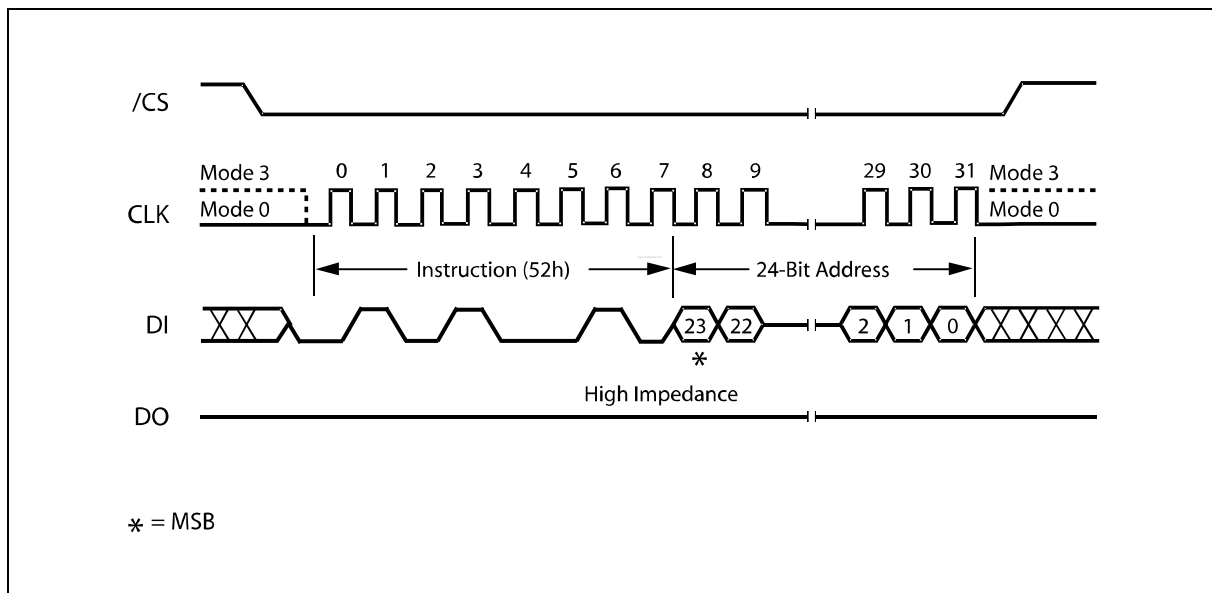 /CS
Mode 3 0 1 2 3 4 5 6 7 8 9 29 30 31 Mode 3
CLK Mode 0 Mode 0
Instruction (52h) 24-Bit Address
DI 23 22 2 1 0
*
High Impedance
DO
* = MSB